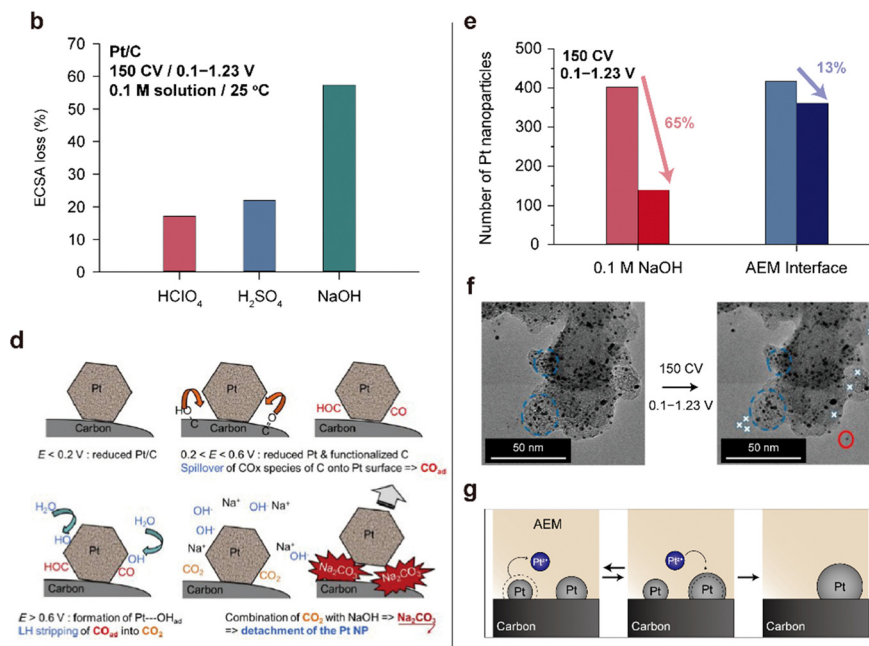 b
Pt/C
150 CV / 0.1–1.23 V
0.1 M solution / 25 °C
70
60
50
40
30
20
10
0
ECSA loss (%)
HClO4
H2SO4
NaOH
d
Pt
Carbon
E < 0.2 V : reduced Pt/C
Pt
HO
C
O
C
Carbon
Pt
HOC
CO
Carbon
0.2 < E < 0.6 V : reduced Pt & functionalized C
Spillover of COx species of C onto Pt surface => COad
H2O
H2O
HO
Pt
OH
HOC
CO
Carbon
E > 0.6 V : formation of Pt---OHad
LH stripping of COad into CO2
Na+
OH-
OH-
Na+
OH-
Na+
Pt
Na+
OH-
CO2
CO2
Carbon
Pt
Na2CO3
Na2CO3
Carbon
Combination of CO2 with NaOH => Na2CO3
=> detachment of the Pt NP
e
150 CV
0.1–1.23 V
65%
13%
500
400
300
200
100
0
Number of Pt nanoparticles
0.1 M NaOH
AEM Interface
f
50 nm
150 CV
0.1–1.23 V
50 nm
g
AEM
Pt
Pt
Carbon
Pt
Pt
Carbon
Pt
Carbon